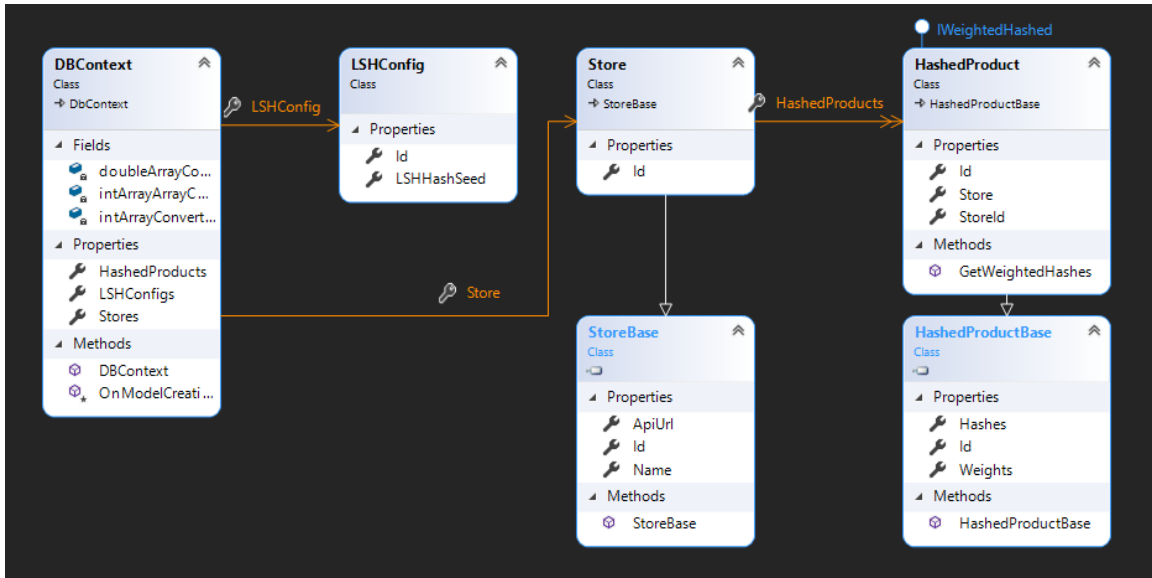 IWeightedHashed
DBContext
Class
DbContext
Fields
doubleArrayCo...
intArrayArrayC...
intArrayConvert...
Properties
HashedProducts
LSHConfigs
Stores
Methods
DBContext
OnModelCreati...
LSHConfig
LSHConfig
Class
Properties
Id
LSHHashSeed
Store
Store
Class
StoreBase
Properties
Id
HashedProducts
HashedProduct
Class
HashedProductBase
Properties
Id
Store
StoreId
Methods
GetWeightedHashes
StoreBase
Class
Properties
ApiUrl
Id
Name
Methods
StoreBase
HashedProductBase
Class
Properties
Hashes
Id
Weights
Methods
HashedProductBase